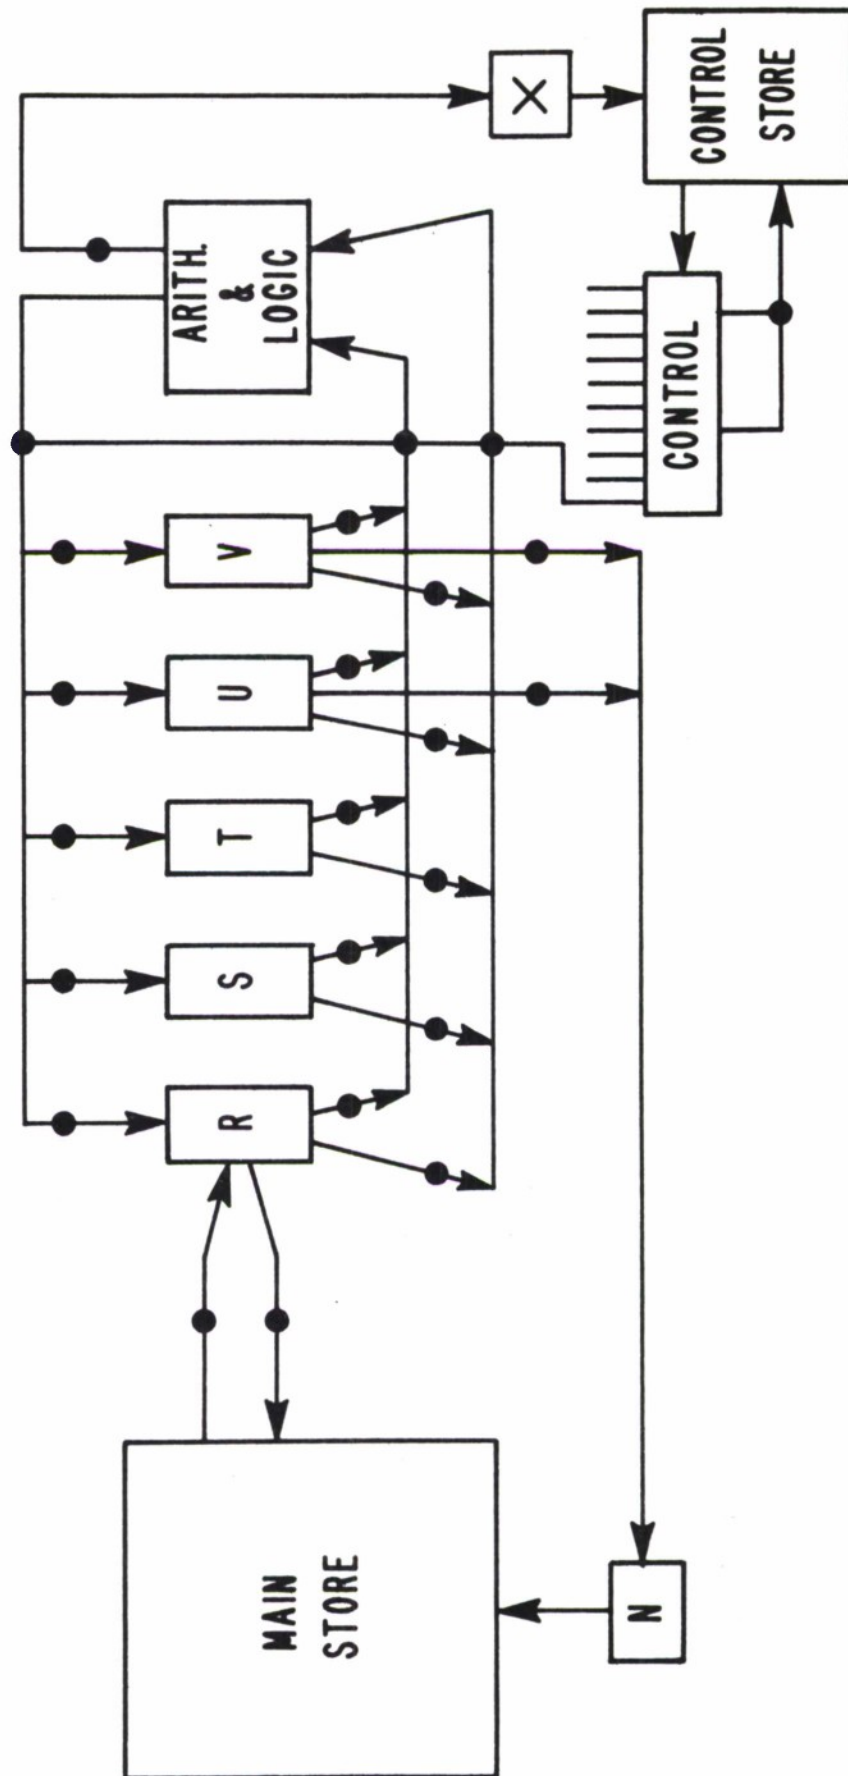 MAIN
STORE
R
S
T
U
V
ARITH.
&
LOGIC
X
N
CONTROL
CONTROL
STORE